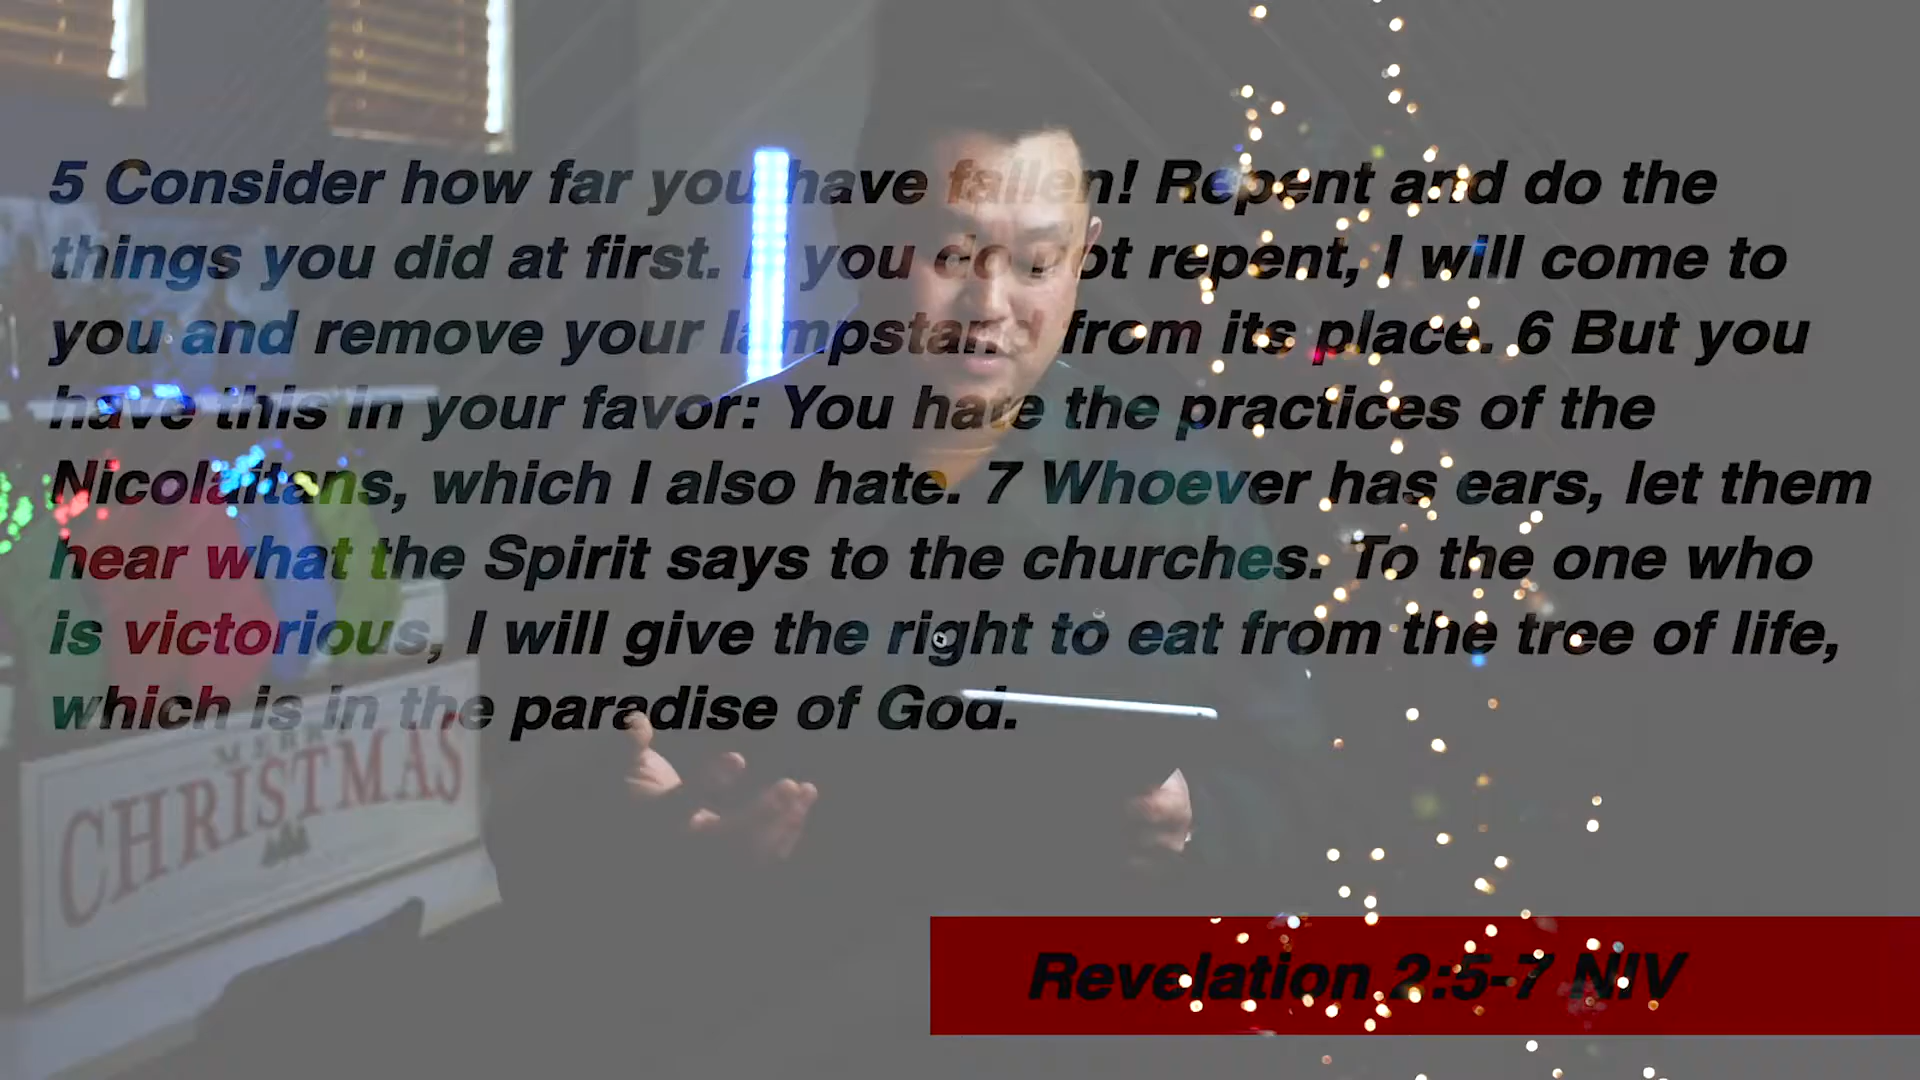 5 Consider how far you have fallen! Repent and do the
things you did at first. If you do not repent, I will come to
you and remove your lampstand from its place. 6 But you
have this in your favor: You hate the practices of the
Nicolaitans, which I also hate. 7 Whoever has ears, let them
hear what the Spirit says to the churches. To the one who
is victorious, I will give the right to eat from the tree of life,
which is in the paradise of God.
MERRY
CHRISTMAS
Revelation 2:5-7 NIV